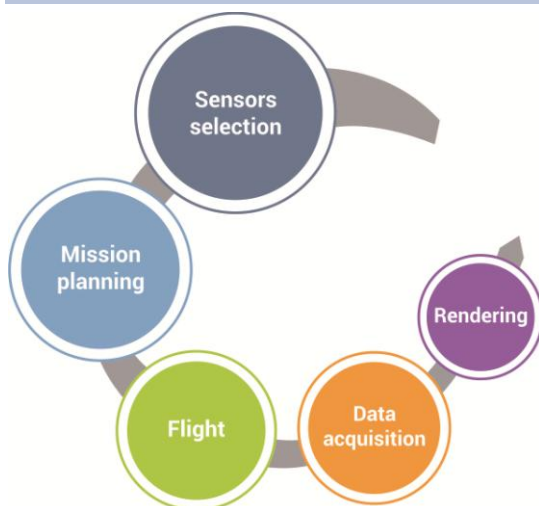 Sensors
selection
Mission
planning
Flight
Data
acquisition
Rendering